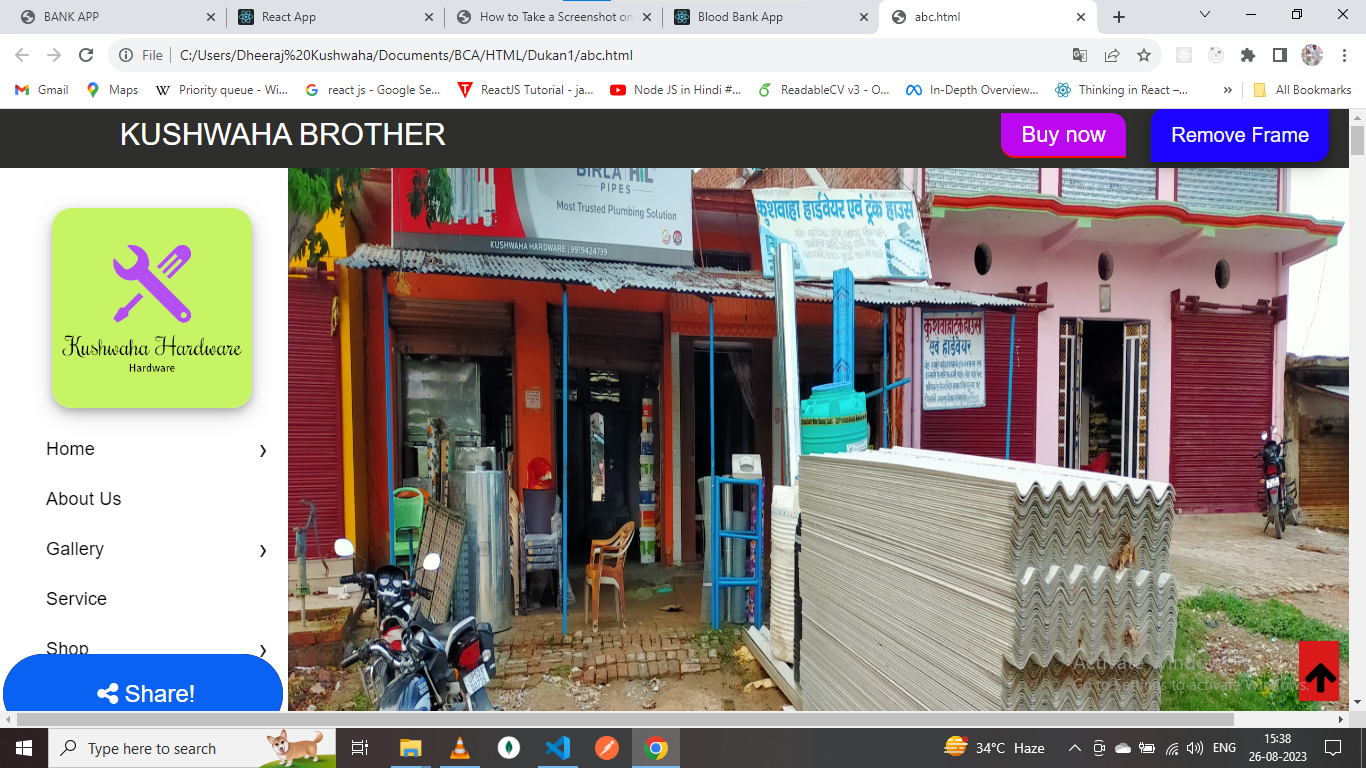 BANK APP
React App
How to Take a Screenshot on
Blood Bank App
abc.html
File
C:/Users/Dheeraj%20Kushwaha/Documents/BCA/HTML/Dukan1/abc.html
Gmail
Maps
Priority queue - Wi...
react js - Google Se...
ReactJS Tutorial - ja...
Node JS in Hindi #...
ReadableCV v3 - O...
In-Depth Overview...
Thinking in React –...
»
All Bookmarks
KUSHWAHA BROTHER
Buy now
Remove Frame
Kushwaha Hardware
Hardware
Home
About Us
Gallery
Service
Shop
Share!
BIRLA HIL
PIPES
Most Trusted Plumbing Solution
KUSHWAHA HARDWARE | 9919424739
कुशवाहा हार्डवेयर एवं ट्रंक हाउस
कुशवाहा ट्रंक हाउस
एवं हार्डवेयर
Activate Windows
Go to Settings to activate Windows.
Type here to search
34°C Haze
ENG
15:38
26-08-2023